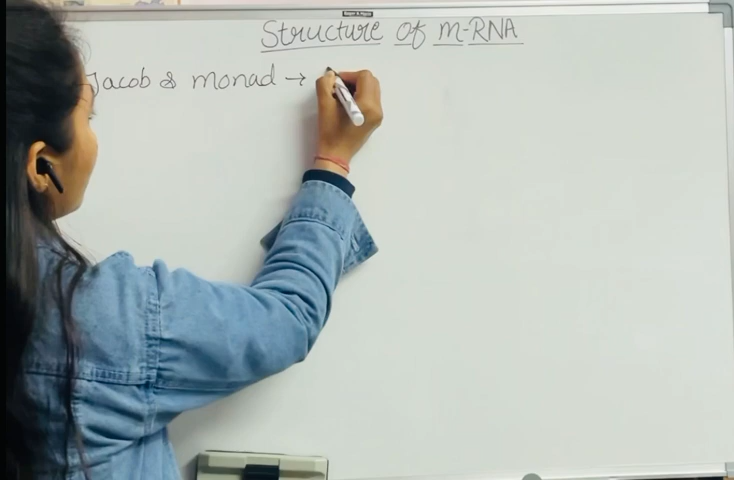 Structure of m-RNA
Jacob & monad →